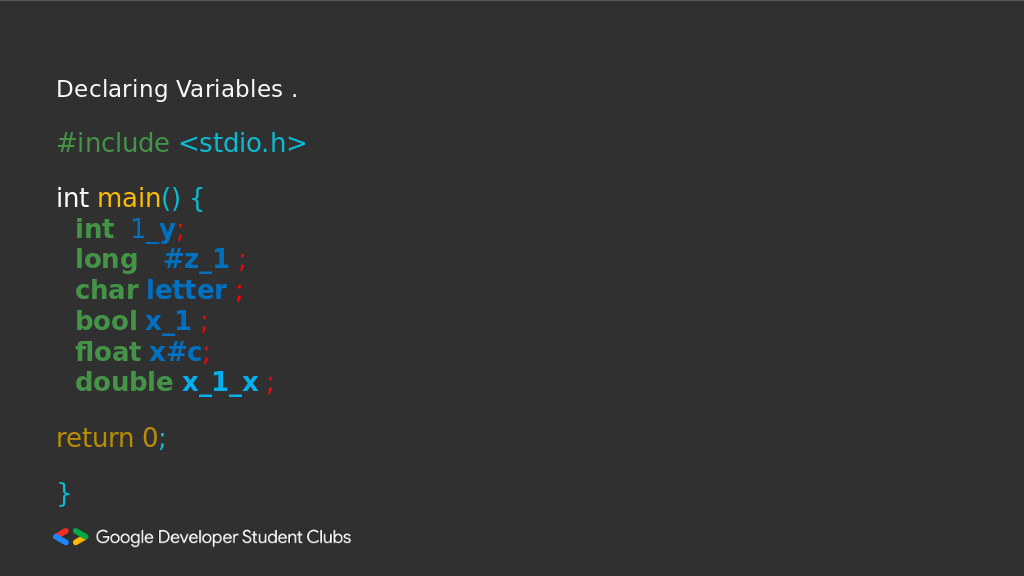 Declaring Variables .
#include <stdio.h>
int main() {
int 1_y;
long #z_1 ;
char letter ;
bool x_1 ;
float x#c;
double x_1_x ;
return 0;
}
Google Developer Student Clubs